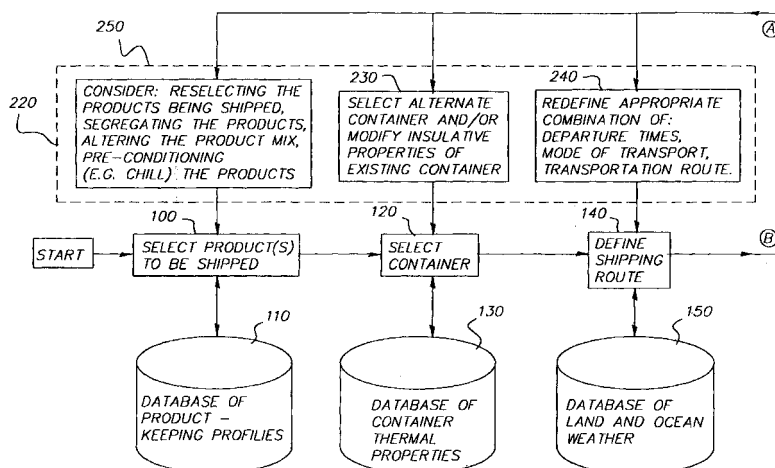 250
A
230
240
220
CONSIDER: RESELECTING THE
PRODUCTS BEING SHIPPED,
SEGREGATING THE PRODUCTS,
ALTERING THE PRODUCT MIX,
PRE-CONDITIONING
(E.G. CHILL) THE PRODUCTS
SELECT ALTERNATE
CONTAINER AND/OR
MODIFY INSULATIVE
PROPERTIES OF
EXISTING CONTAINER
REDEFINE APPROPRIATE
COMBINATION OF:
DEPARTURE TIMES,
MODE OF TRANSPORT,
TRANSPORTATION ROUTE.
100
120
140
START
SELECT PRODUCT(S)
TO BE SHIPPED
SELECT
CONTAINER
DEFINE
SHIPPING
ROUTE
B
110
130
150
DATABASE OF
PRODUCT –
KEEPING PROFILIES
DATABASE OF
CONTAINER
THERMAL
PROPERTIES
DATABASE OF
LAND AND OCEAN
WEATHER